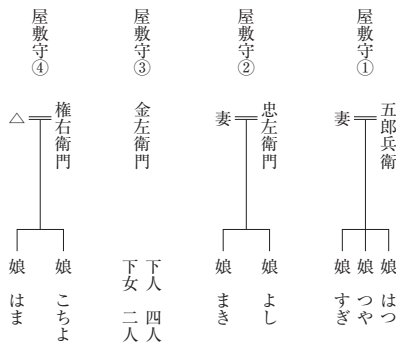 屋敷守①
五郎兵衛
妻
娘 はつ
娘 つや
娘 すぎ
屋敷守②
忠左衛門
妻
娘 よし
娘 まき
屋敷守③
金左衛門
下人 四人
下女 二人
屋敷守④
権右衛門
△
娘 こちよ
娘 はま